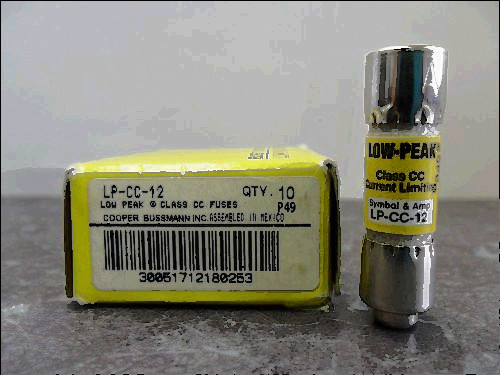 LP-CC-12 QTY. 10
LOW PEAK ® CLASS CC FUSES P49
COOPER BUSSMANN INC. ASSEMBLED IN MEXICO
30051712180253
LOW-PEAK
Class CC
Current Limiting
Symbol & Amp
LP-CC-12